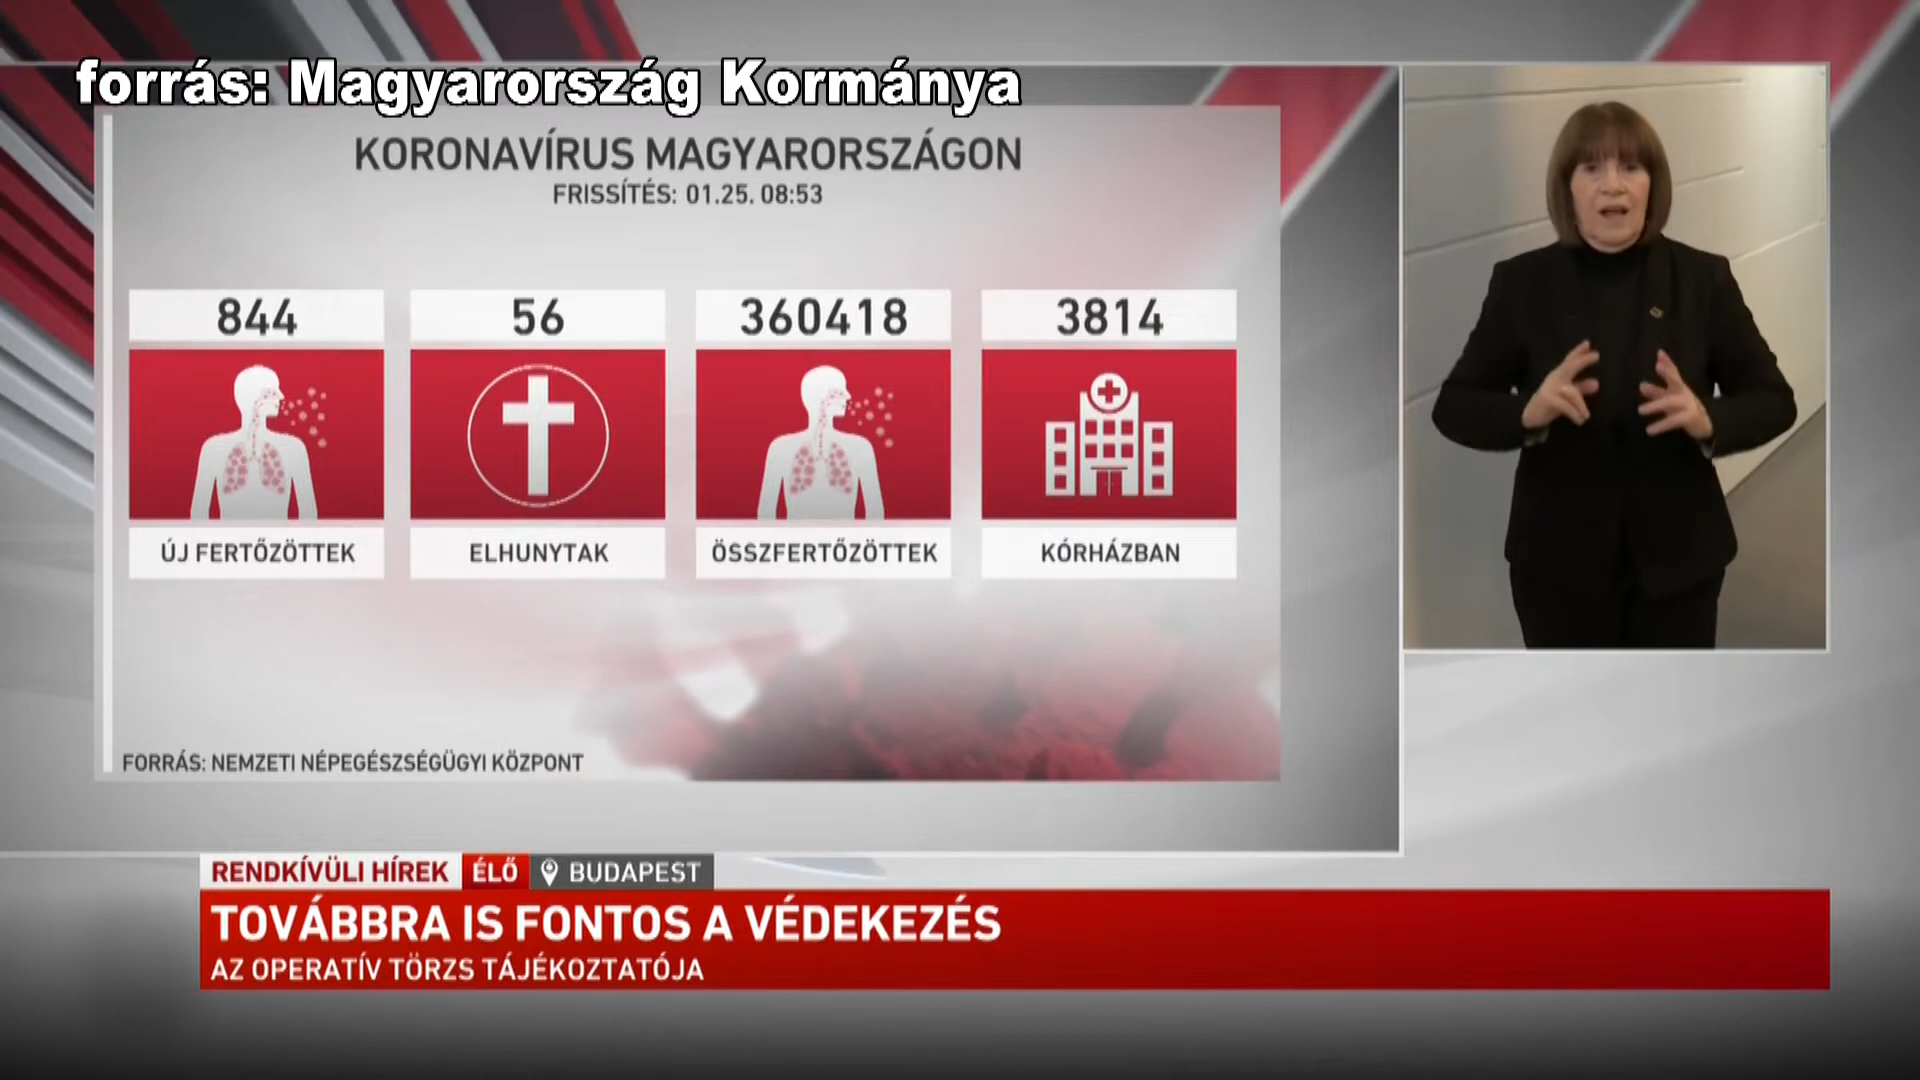 forrás: Magyarország Kormánya
KORONAVÍRUS MAGYARORSZÁGON
FRISSÍTÉS: 01.25. 08:53
844
56
360418
3814
ÚJ FERTŐZÖTTEK
ELHUNYTAK
ÖSSZFERTŐZÖTTEK
KÓRHÁZBAN
FORRÁS: NEMZETI NÉPEGÉSZSÉGÜGYI KÖZPONT
RENDKÍVÜLI HÍREK ÉLŐ BUDAPEST
TOVÁBBRA IS FONTOS A VÉDEKEZÉS
AZ OPERATÍV TÖRZS TÁJÉKOZTATÓJA